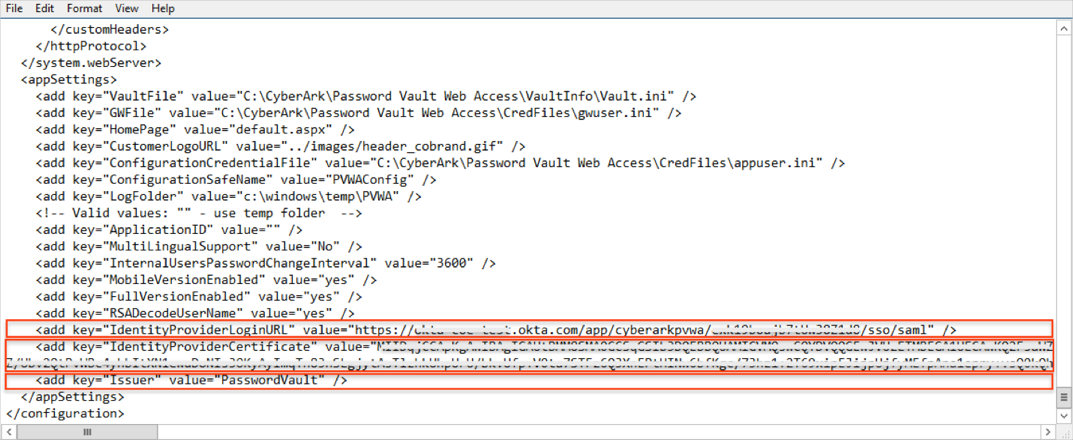 File Edit Format View Help
</customHeaders>
</httpProtocol>
</system.webServer>
<appSettings>
<add key="VaultFile" value="C:\CyberArk\Password Vault Web Access\VaultInfo\Vault.ini" />
<add key="GWFile" value="C:\CyberArk\Password Vault Web Access\CredFiles\gwuser.ini" />
<add key="HomePage" value="default.aspx" />
<add key="CustomerLogoURL" value="../images/header_cobrand.gif" />
<add key="ConfigurationCredentialFile" value="C:\CyberArk\Password Vault Web Access\CredFiles\appuser.ini" />
<add key="ConfigurationSafeName" value="PVWAConfig" />
<add key="LogFolder" value="c:\windows\temp\PVWA" />
<!-- Valid values: "" - use temp folder -->
<add key="ApplicationID" value="" />
<add key="MultiLingualSupport" value="No" />
<add key="InternalUsersPasswordChangeInterval" value="3600" />
<add key="MobileVersionEnabled" value="yes" />
<add key="FullVersionEnabled" value="yes" />
<add key="RSADecodeUserName" value="yes" />
<add key="IdentityProviderLoginURL" value="https:// .okta.com/app/cyberarkpvwa/ /sso/saml" />
<add key="IdentityProviderCertificate" value="
<add key="Issuer" value="PasswordVault" />
</appSettings>
</configuration>